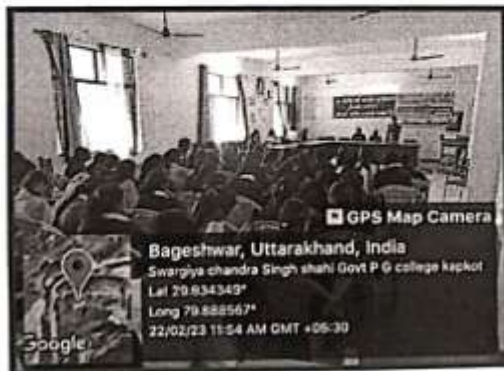 GPS Map Camera
Bageshwar, Uttarakhand, India
Swargiya chandra Singh shahi Govt P G college kapkot
Lat 29.934349°
Long 79.888567°
22/02/23 11:54 AM GMT +05:30
Google